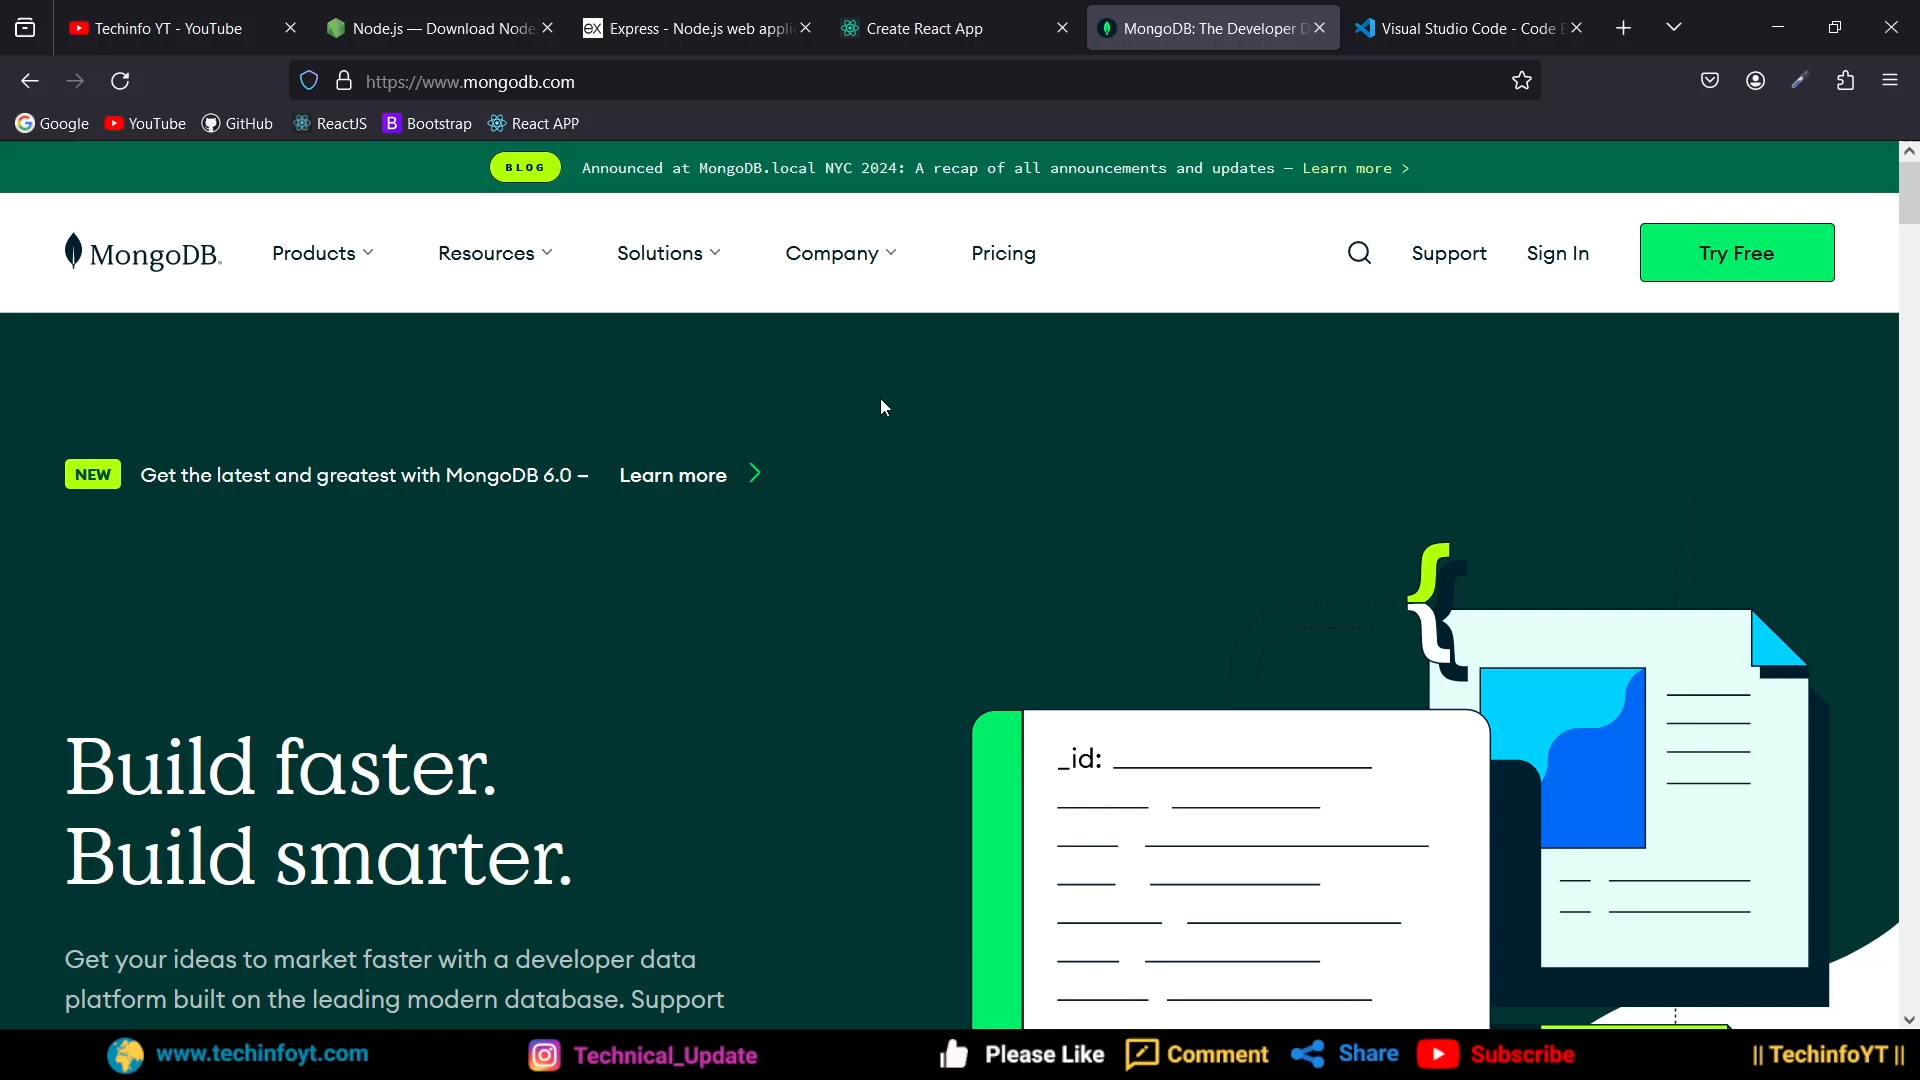 Techinfo YT - YouTube
Node.js — Download Node
Express - Node.js web appli
Create React App
MongoDB: The Developer D
Visual Studio Code - Code E
https://www.mongodb.com
Google
YouTube
GitHub
ReactJS
B Bootstrap
React APP
BLOG Announced at MongoDB.local NYC 2024: A recap of all announcements and updates — Learn more >
MongoDB.
Products
Resources
Solutions
Company
Pricing
Support
Sign In
Try Free
NEW Get the latest and greatest with MongoDB 6.0 – Learn more
_id:
Build faster.
Build smarter.
Get your ideas to market faster with a developer data
platform built on the leading modern database. Support
www.techinfoyt.com
Technical_Update
Please Like
Comment
Share
Subscribe
|| TechinfoYT ||